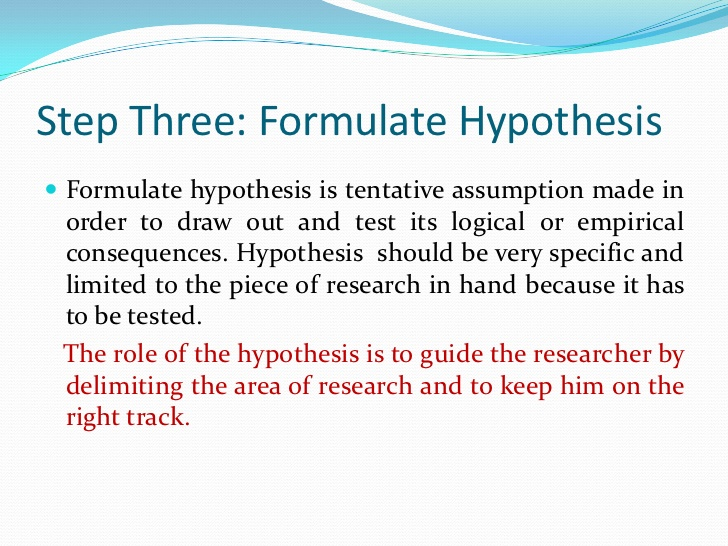 Step Three: Formulate Hypothesis
• Formulate hypothesis is tentative assumption made in
order to draw out and test its logical or empirical
consequences. Hypothesis  should be very specific and
limited to the piece of research in hand because it has
to be tested.
The role of the hypothesis is to guide the researcher by
delimiting the area of research and to keep him on the
right track.